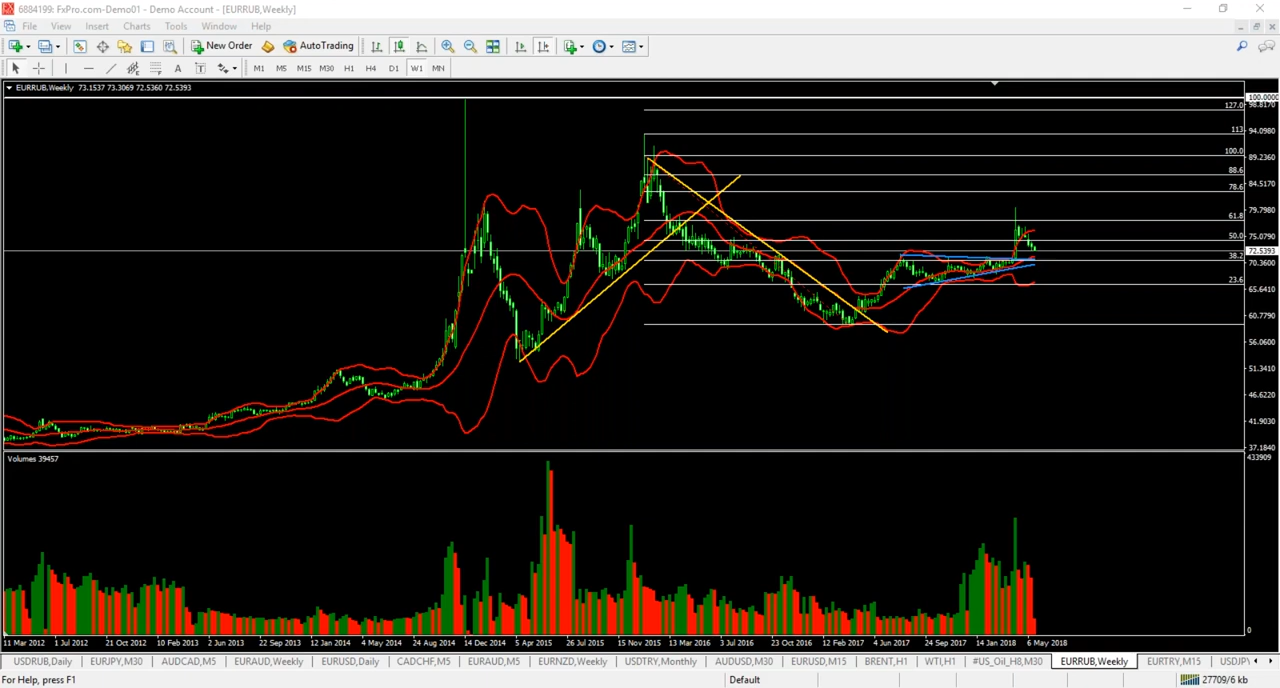 6884199: FxPro.com-Demo01 - Demo Account - [EURRUB,Weekly]
File View Insert Charts Tools Window Help
New Order AutoTrading
A T M1 M5 M15 M30 H1 H4 D1 W1 MN
EURRUB,Weekly 73.1537 73.3069 72.5360 72.5393
100.0000
127.0 98.8170
113 94.0980
100.0 89.2360
88.6 84.5170
78.6
61.8 79.7980
50.0 75.0790
72.5393
38.2 70.3600
23.6 65.6410
60.7790
56.0600
51.3410
46.6220
41.9030
37.1840
Volumes 39457 433909
0
11 Mar 2012 1 Jul 2012 21 Oct 2012 10 Feb 2013 2 Jun 2013 22 Sep 2013 12 Jan 2014 4 May 2014 24 Aug 2014 14 Dec 2014 5 Apr 2015 26 Jul 2015 15 Nov 2015 13 Mar 2016 3 Jul 2016 23 Oct 2016 12 Feb 2017 4 Jun 2017 24 Sep 2017 14 Jan 2018 6 May 2018
USDRUB,Daily EURJPY,M30 AUDCAD,M5 EURAUD,Weekly EURUSD,Daily CADCHF,M5 EURAUD,M5 EURNZD,Weekly USDTRY,Monthly AUDUSD,M30 EURUSD,M15 BRENT,H1 WTI,H1 #US_Oil_H8,M30 EURRUB,Weekly EURTRY,M15 USDJPY
For Help, press F1 Default 27709/6 kb